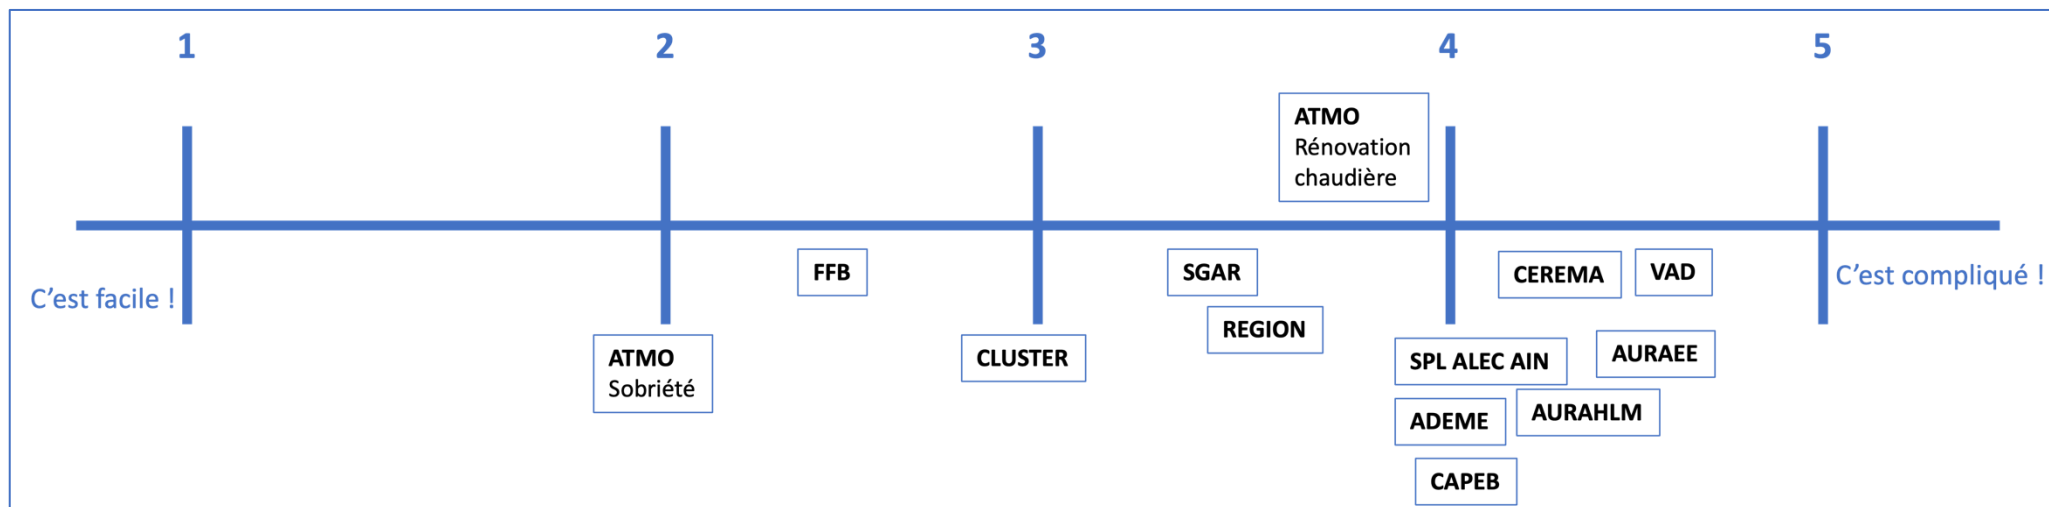 1
2
3
4
5
ATMO
Rénovation
chaudière
C’est facile !
FFB
SGAR
CEREMA
VAD
C’est compliqué !
REGION
ATMO
Sobriété
CLUSTER
SPL ALEC AIN
AURAEE
ADEME
AURAHLM
CAPEB